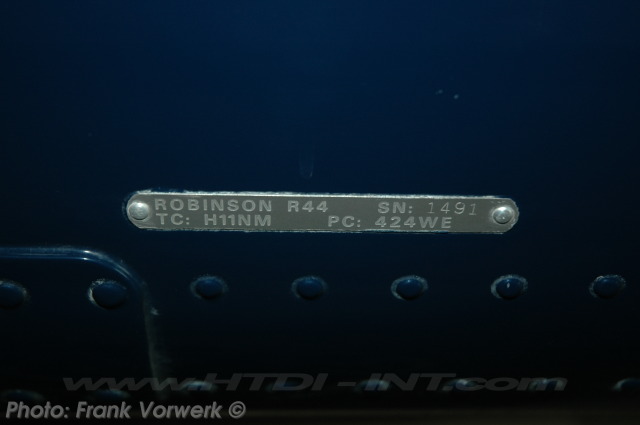 ROBINSON R44 SN: 1491
TC: H11NM PC: 424WE
www.HTDI-INT.com
Photo: Frank Vorwerk ©